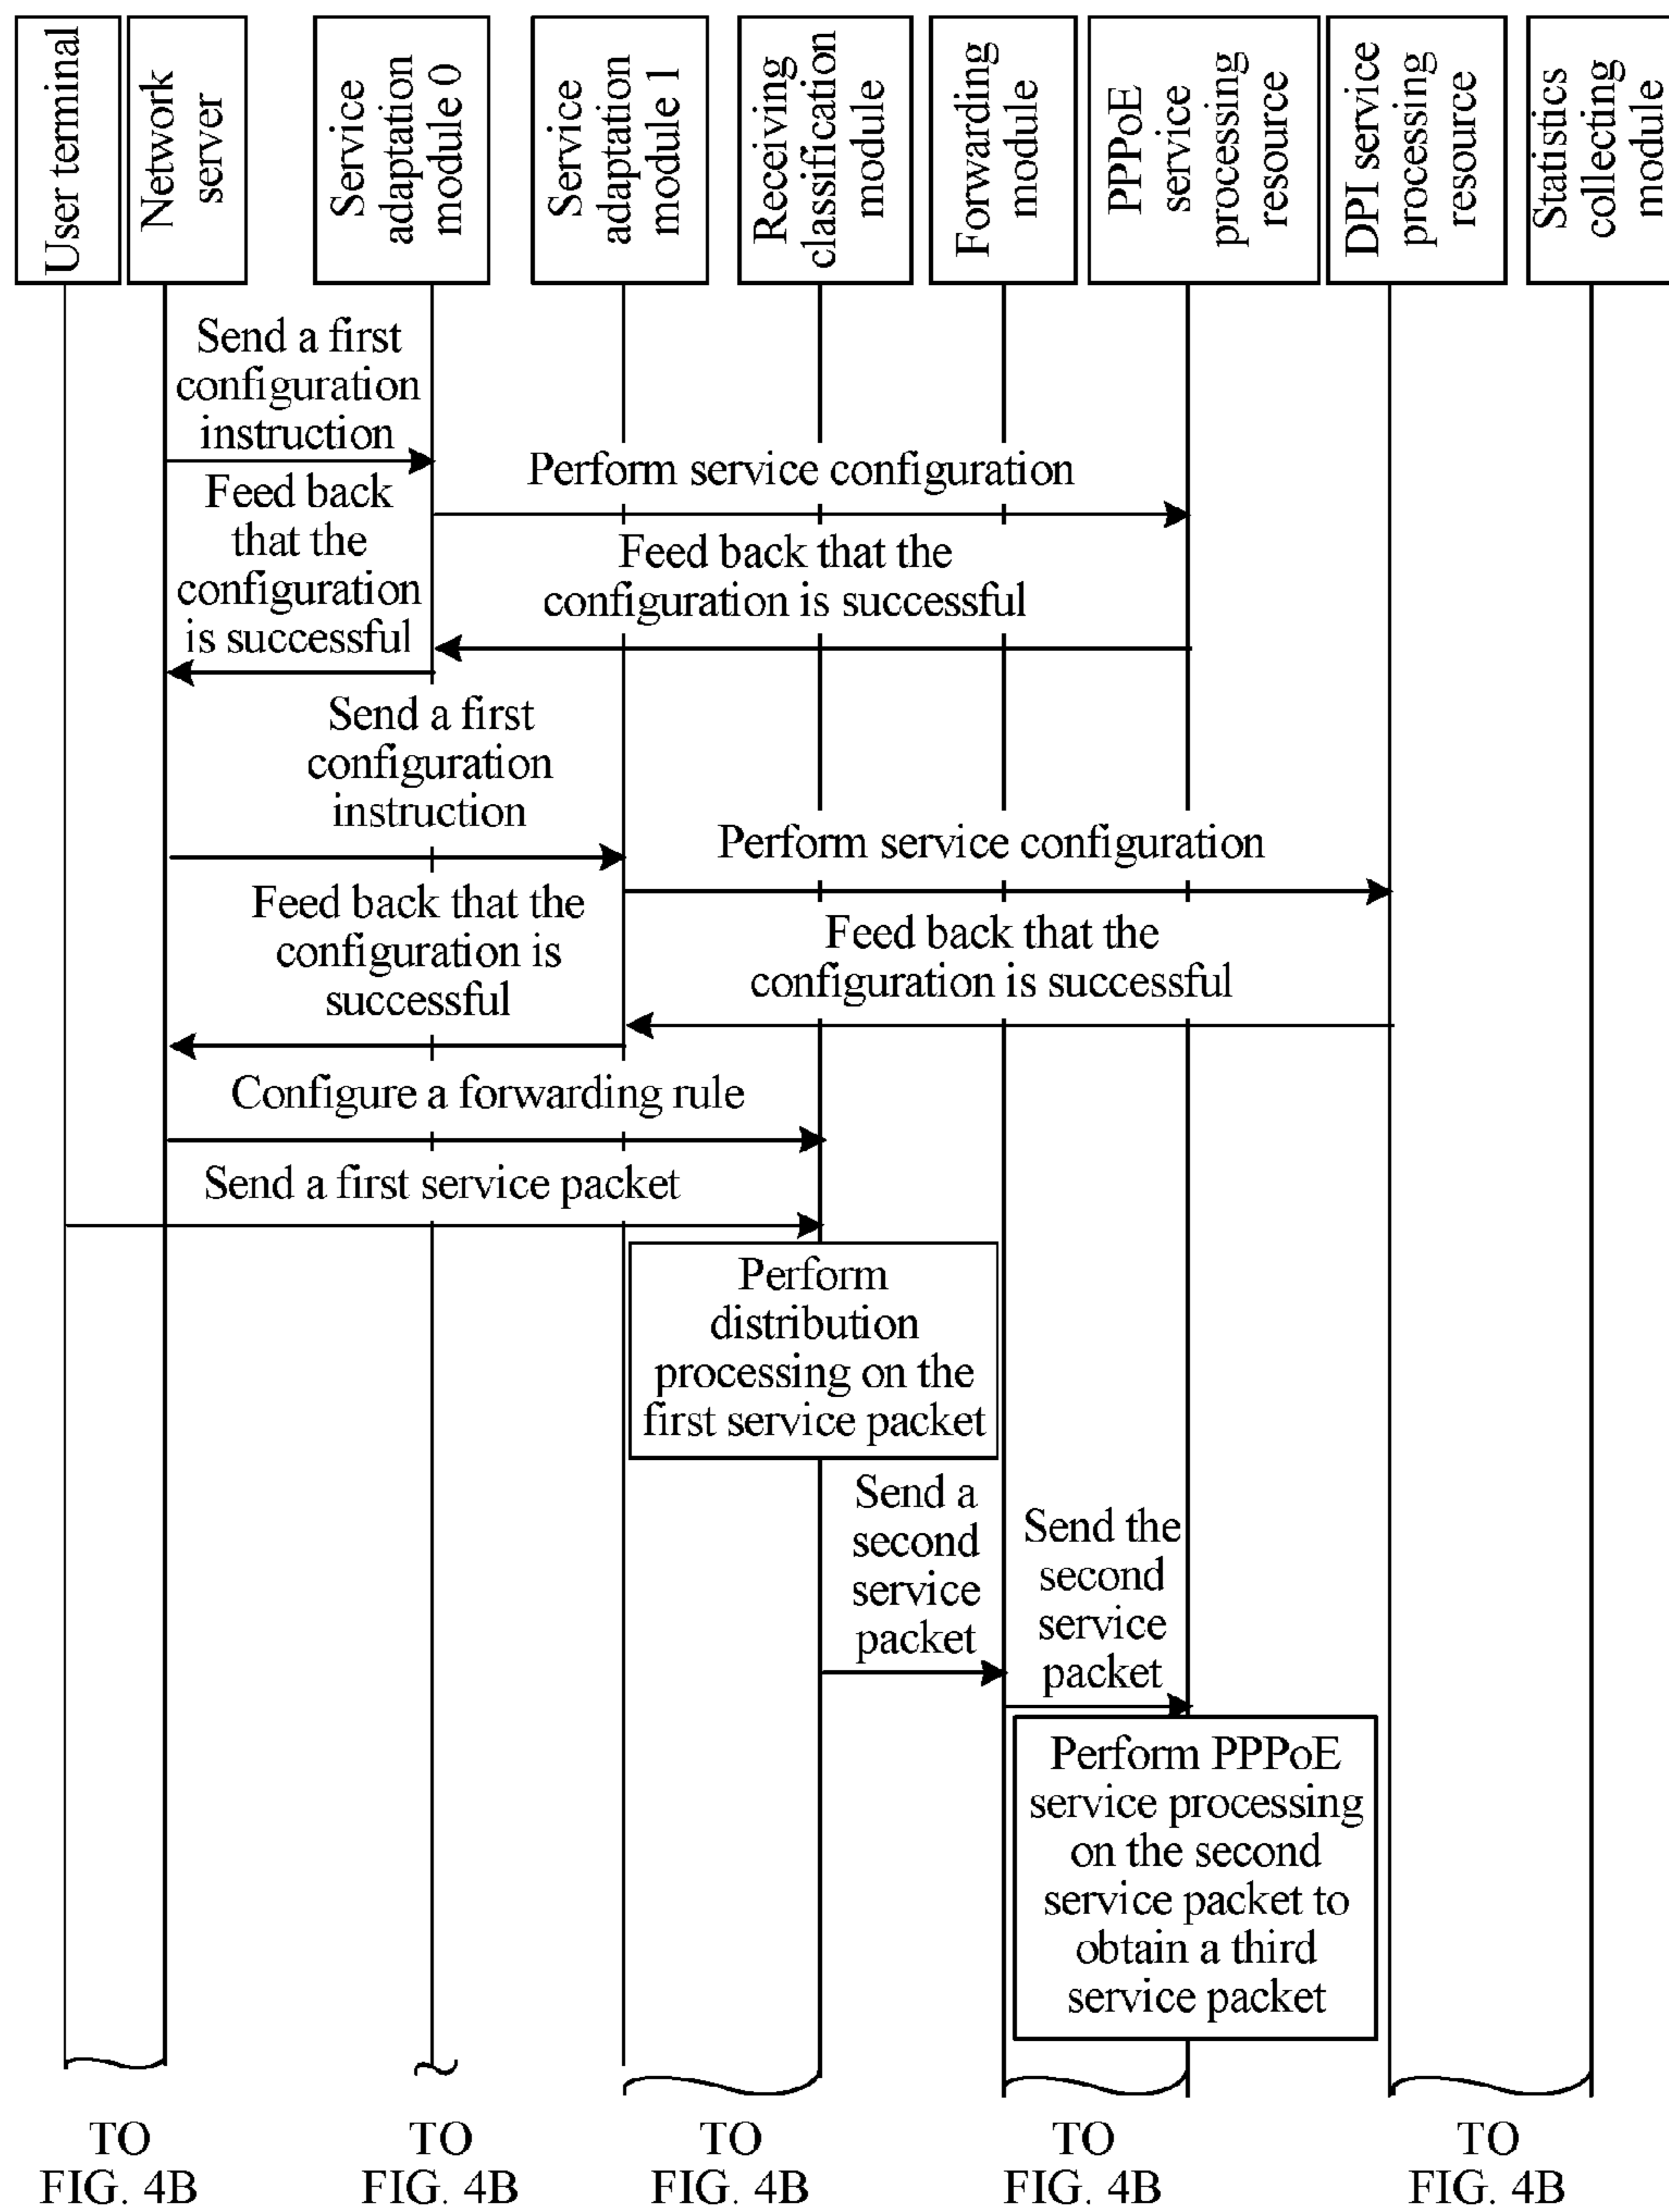 User terminal
Network
server
Service
adaptation
module 0
Service
adaptation
module 1
Receiving
classification
module
Forwarding
module
PPPoE
service
processing
resource
DPI service
processing
resource
Statistics
collecting
module
Send a first
configuration
instruction
Perform service configuration
Feed back that the
configuration is successful
Feed back
that the
configuration
is successful
Send a first
configuration
instruction
Perform service configuration
Feed back that the
configuration is successful
Feed back that the
configuration is
successful
Configure a forwarding rule
Send a first service packet
Perform
distribution
processing on the
first service packet
Send a
second
service
packet
Send the
second
service
packet
Perform PPPoE
service processing
on the second
service packet to
obtain a third
service packet
TO
FIG. 4B
TO
FIG. 4B
TO
FIG. 4B
TO
FIG. 4B
TO
FIG. 4B